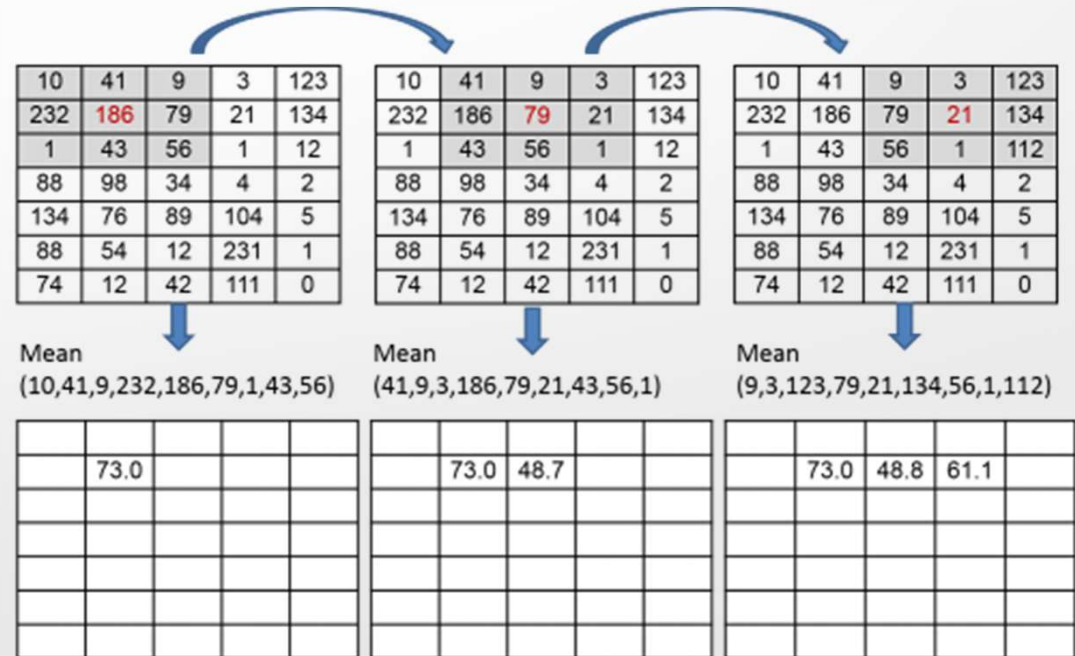 10 41 9 3 123
232 186 79 21 134
1 43 56 1 12
88 98 34 4 2
134 76 89 104 5
88 54 12 231 1
74 12 42 111 0
Mean
(10,41,9,232,186,79,1,43,56)
73.0
10 41 9 3 123
232 186 79 21 134
1 43 56 1 12
88 98 34 4 2
134 76 89 104 5
88 54 12 231 1
74 12 42 111 0
Mean
(41,9,3,186,79,21,43,56,1)
73.0 48.7
10 41 9 3 123
232 186 79 21 134
1 43 56 1 112
88 98 34 4 2
134 76 89 104 5
88 54 12 231 1
74 12 42 111 0
Mean
(9,3,123,79,21,134,56,1,112)
73.0 48.8 61.1